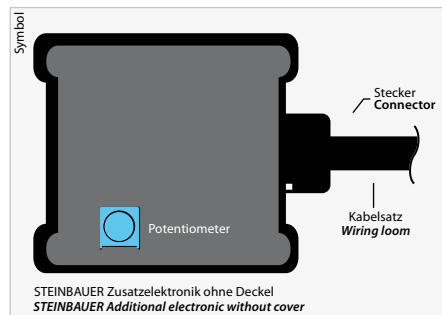 Symbol
Stecker
Connector
Potentiometer
Kabelsatz
Wiring loom
STEINBAUER Zusatzelektronik ohne Deckel
STEINBAUER Additional electronic without cover